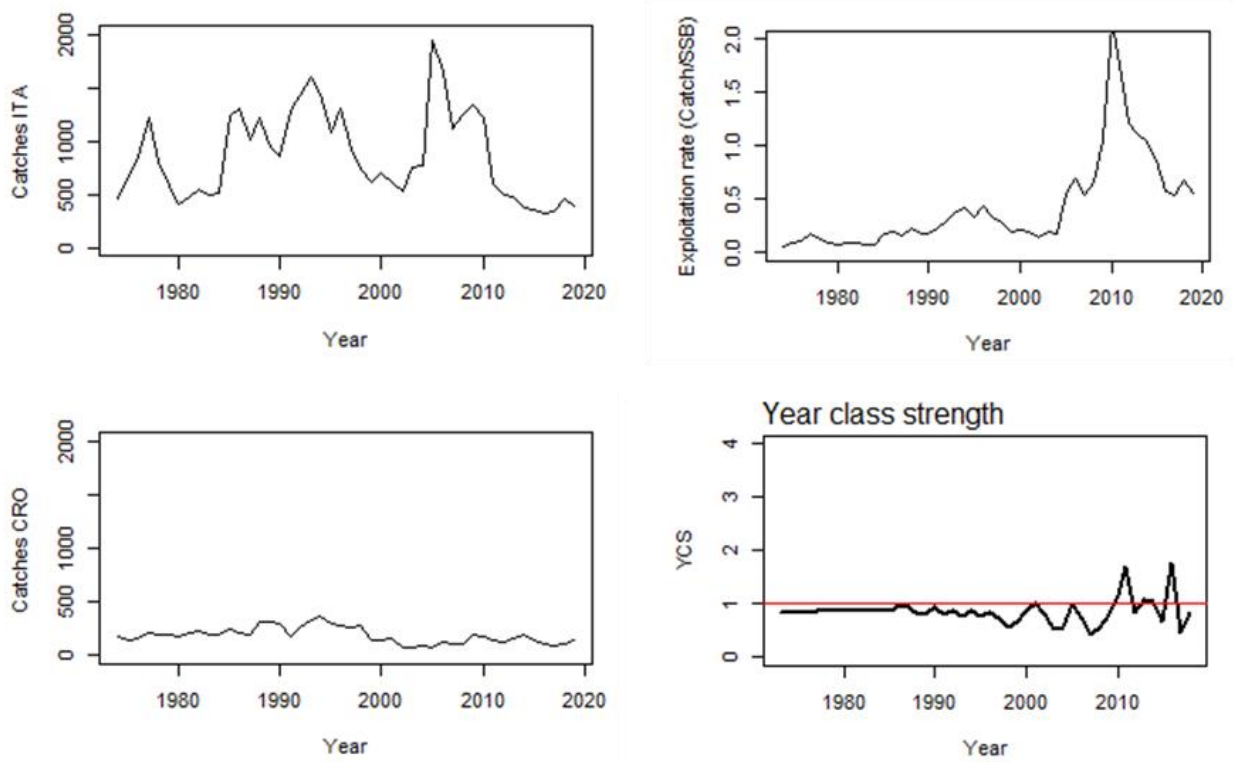 Catches ITA
2000
1000
500
0
1980 1990 2000 2010 2020
Year
Exploitation rate (Catch/SSB)
2.0
1.5
1.0
0.5
0.0
1980 1990 2000 2010 2020
Year
Catches CRO
2000
1000
500
0
1980 1990 2000 2010 2020
Year
Year class strength
YCS
4
3
2
1
0
1980 1990 2000 2010
Year